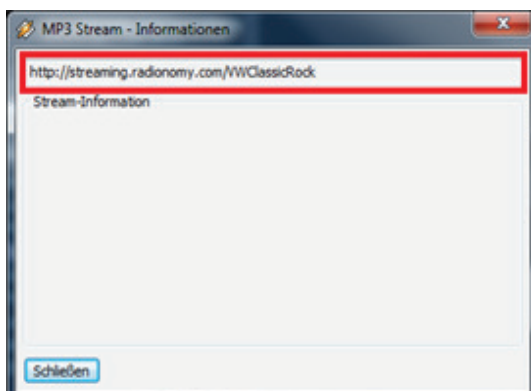 MP3 Stream - Informationen
http://streaming.radionomy.com/VWClassicRock
Stream-Information
Schließen